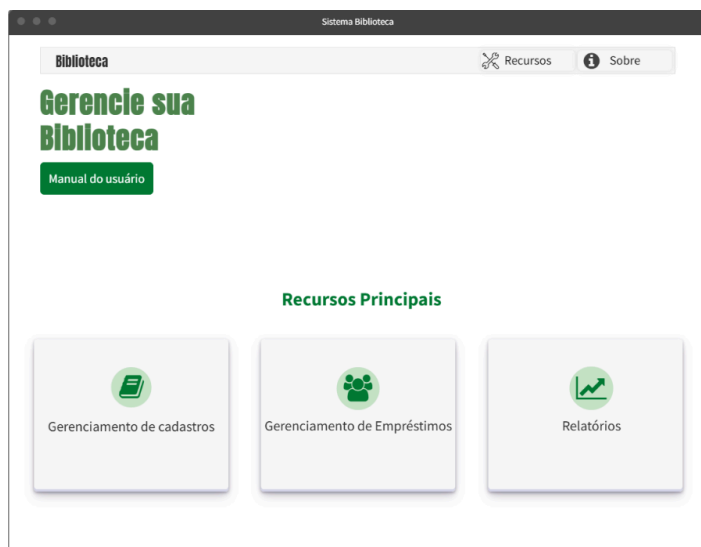 Sistema Biblioteca
Biblioteca
Recursos
Sobre
Gerencie sua
Biblioteca
Manual do usuário
Recursos Principais
Gerenciamento de cadastros
Gerenciamento de Empréstimos
Relatórios